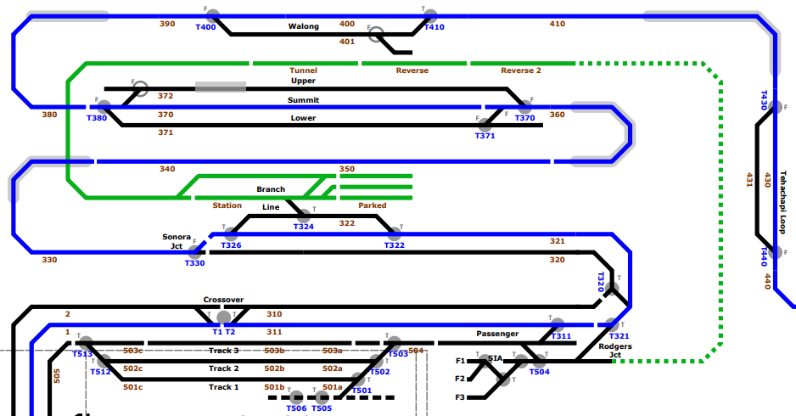 390 T400 400 T410 410
Walong
401
Tunnel Reverse Reverse 2
Upper
372
Summit
T430
380 T380 370 T370 360
Lower
371 T371
431 430 Tehachapi Loop
340 350
Branch
Station Line Parked
T324 322
Sonora
Jct
T326 T322 321
330 T330 320
T440
440
T320
Crossover
2 310
1 T1 T2 311 T311 T321
Passenger
Rodgers
Jct
T513 503c Track 3 503b 503a T503 504
F1 SIA
T512 502c Track 2 502b 502a T502 T504
505
F2
501c Track 1 501b 501a T501
F3
T506 T505